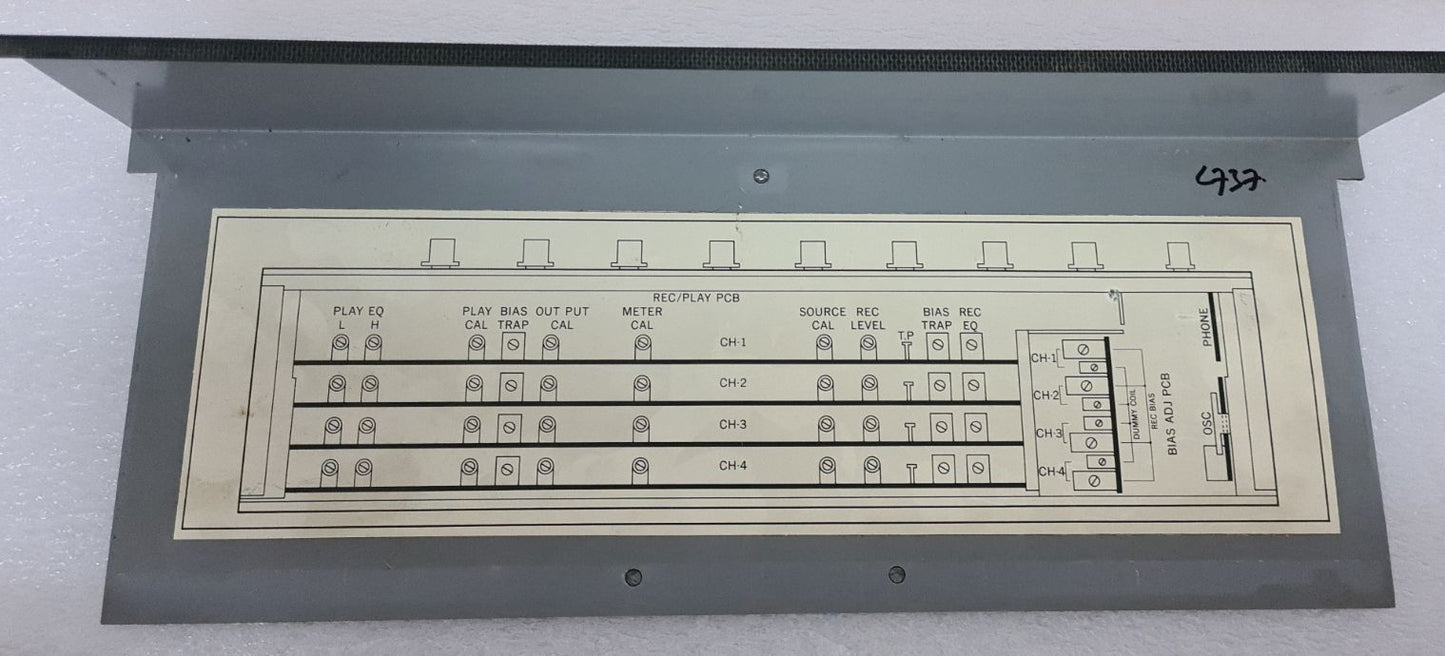 C737
REC/PLAY PCB
PLAY EQ
L H
PLAY CAL
BIAS TRAP
OUT PUT CAL
METER CAL
SOURCE CAL
REC LEVEL
T.P
BIAS TRAP
REC EQ
CH-1
CH-2
CH-3
CH-4
CH-1
CH-2
CH-3
CH-4
DUMMY COIL
REC BIAS
BIAS ADJ PCB
PHONE
OSC